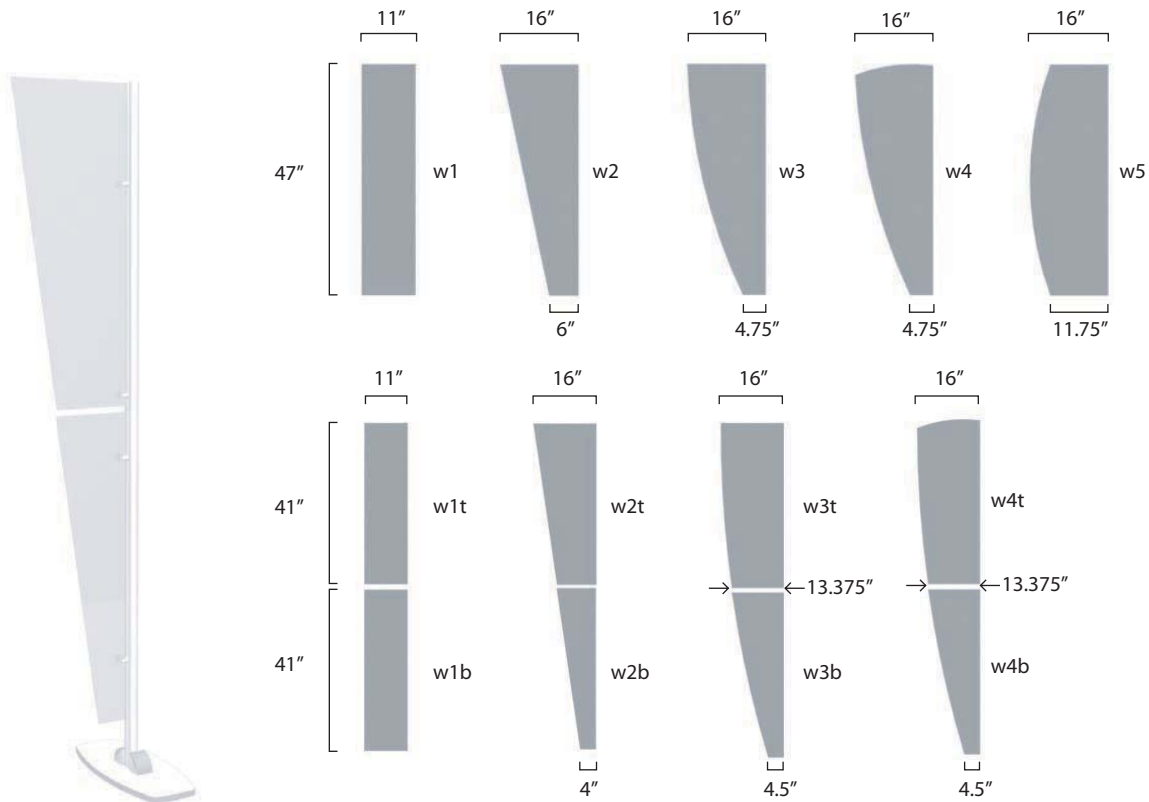 11″ 16″ 16″ 16″ 16″
47″ w1 w2 w3 w4 w5
6″ 4.75″ 4.75″ 11.75″
11″ 16″ 16″ 16″
41″ w1t w2t w3t w4t
13.375″ 13.375″
41″ w1b w2b w3b w4b
4″ 4.5″ 4.5″